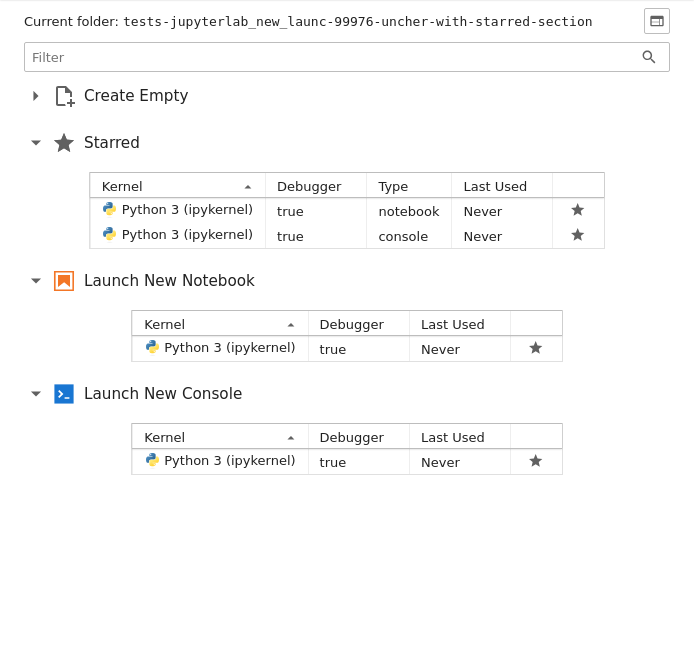 Current folder: tests-jupyterlab_new_launc-99976-uncher-with-starred-section
Filter
Create Empty
Starred
Kernel Debugger Type Last Used
Python 3 (ipykernel) true notebook Never
Python 3 (ipykernel) true console Never
Launch New Notebook
Kernel Debugger Last Used
Python 3 (ipykernel) true Never
Launch New Console
Kernel Debugger Last Used
Python 3 (ipykernel) true Never